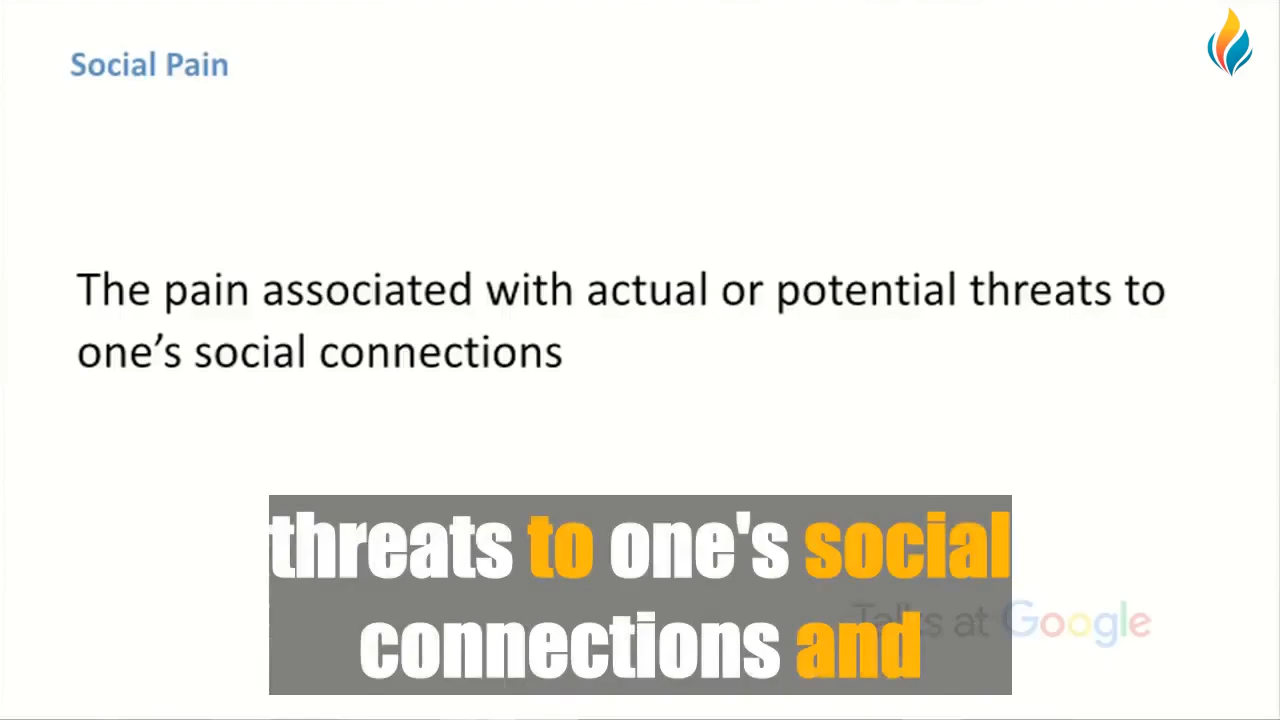 Social Pain
The pain associated with actual or potential threats to
one’s social connections
threats to one's social
connections and
Talks at Google